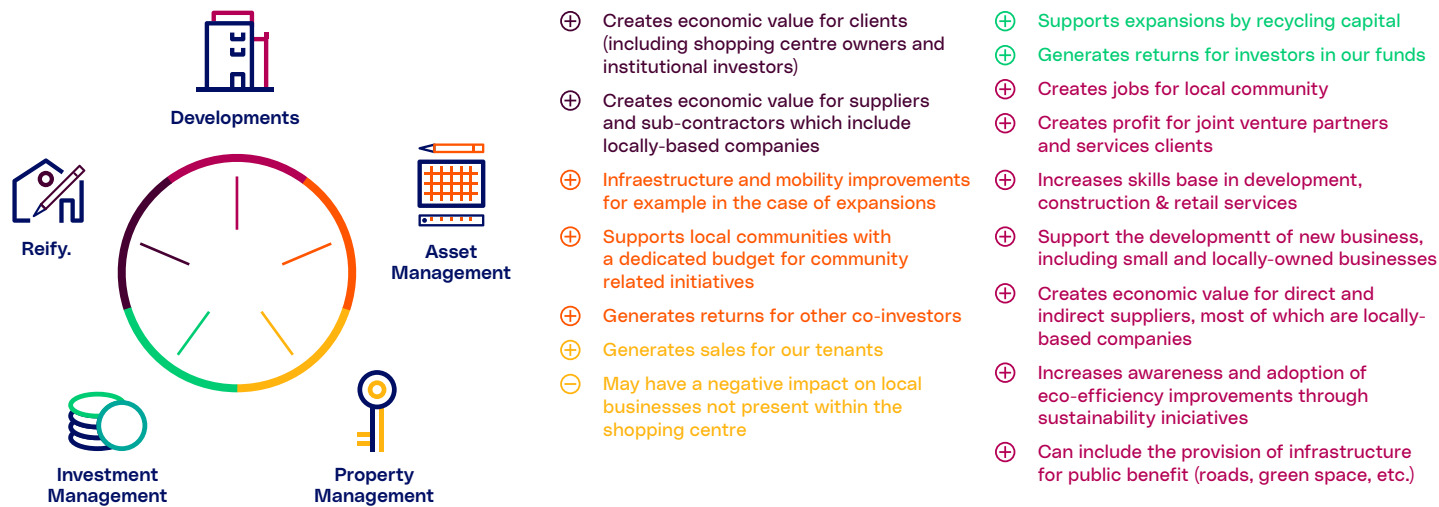 Developments
Reify.
Asset
Management
Investment
Management
Property
Management
Creates economic value for clients
(including shopping centre owners and
institutional investors)
Creates economic value for suppliers
and sub-contractors which include
locally-based companies
Infraestructure and mobility improvements
for example in the case of expansions
Supports local communities with
a dedicated budget for community
related initiatives
Generates returns for other co-investors
Generates sales for our tenants
May have a negative impact on local
businesses not present within the
shopping centre
Supports expansions by recycling capital
Generates returns for investors in our funds
Creates jobs for local community
Creates profit for joint venture partners
and services clients
Increases skills base in development,
construction & retail services
Support the developmentt of new business,
including small and locally-owned businesses
Creates economic value for direct and
indirect suppliers, most of which are locally-
based companies
Increases awareness and adoption of
eco-efficiency improvements through
sustainability iniciatives
Can include the provision of infrastructure
for public benefit (roads, green space, etc.)